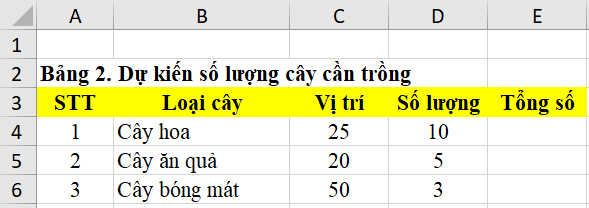 A B C D E
1
2 Bảng 2. Dự kiến số lượng cây cần trồng
3 STT Loại cây Vị trí Số lượng Tổng số
4 1 Cây hoa 25 10
5 2 Cây ăn quả 20 5
6 3 Cây bóng mát 50 3